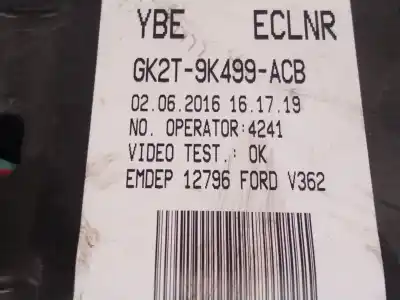 YBE ECLNR
GK2T-9K499-ACB
02.06.2016 16.17.19
NO. OPERATOR:4241
VIDEO TEST.: OK
EMDEP 12796 FORD V362